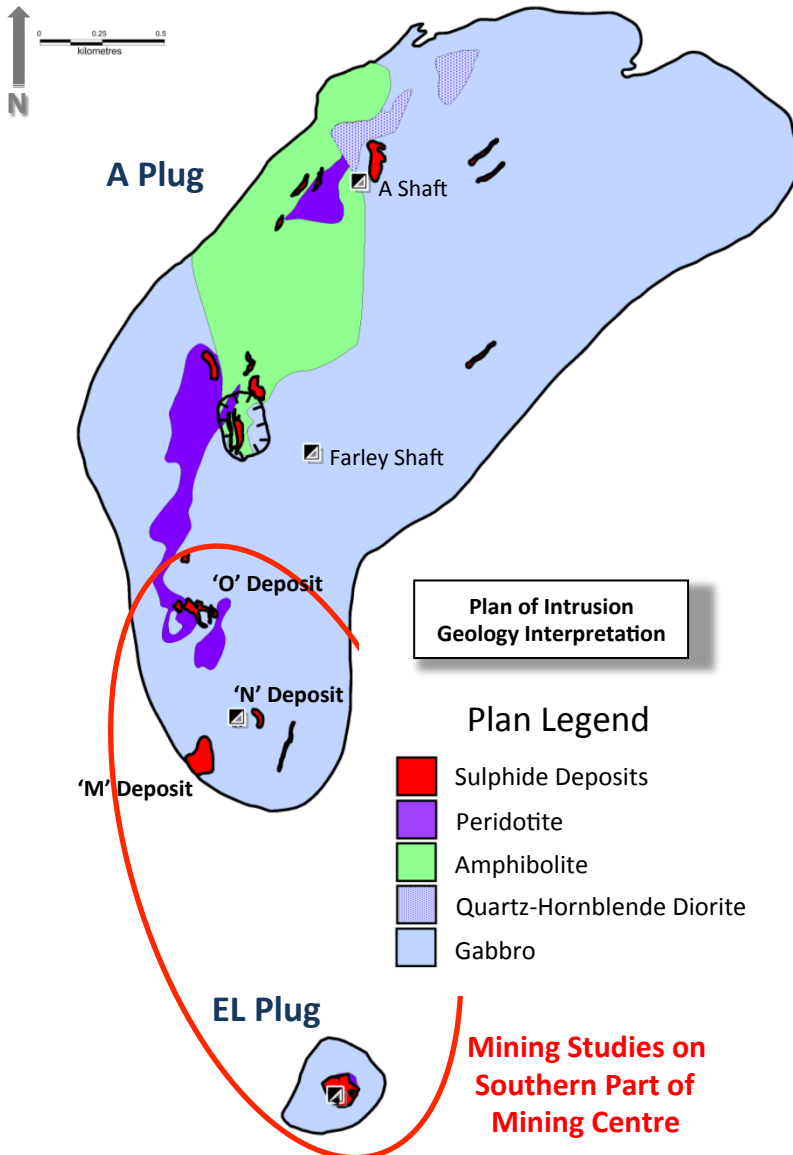 0 0.25 0.5
kilometres
N
A Plug
A Shaft
Farley Shaft
'O' Deposit
Plan of Intrusion
Geology Interpretation
'N' Deposit
'M' Deposit
Plan Legend
Sulphide Deposits
Peridotite
Amphibolite
Quartz-Hornblende Diorite
Gabbro
EL Plug
Mining Studies on
Southern Part of
Mining Centre